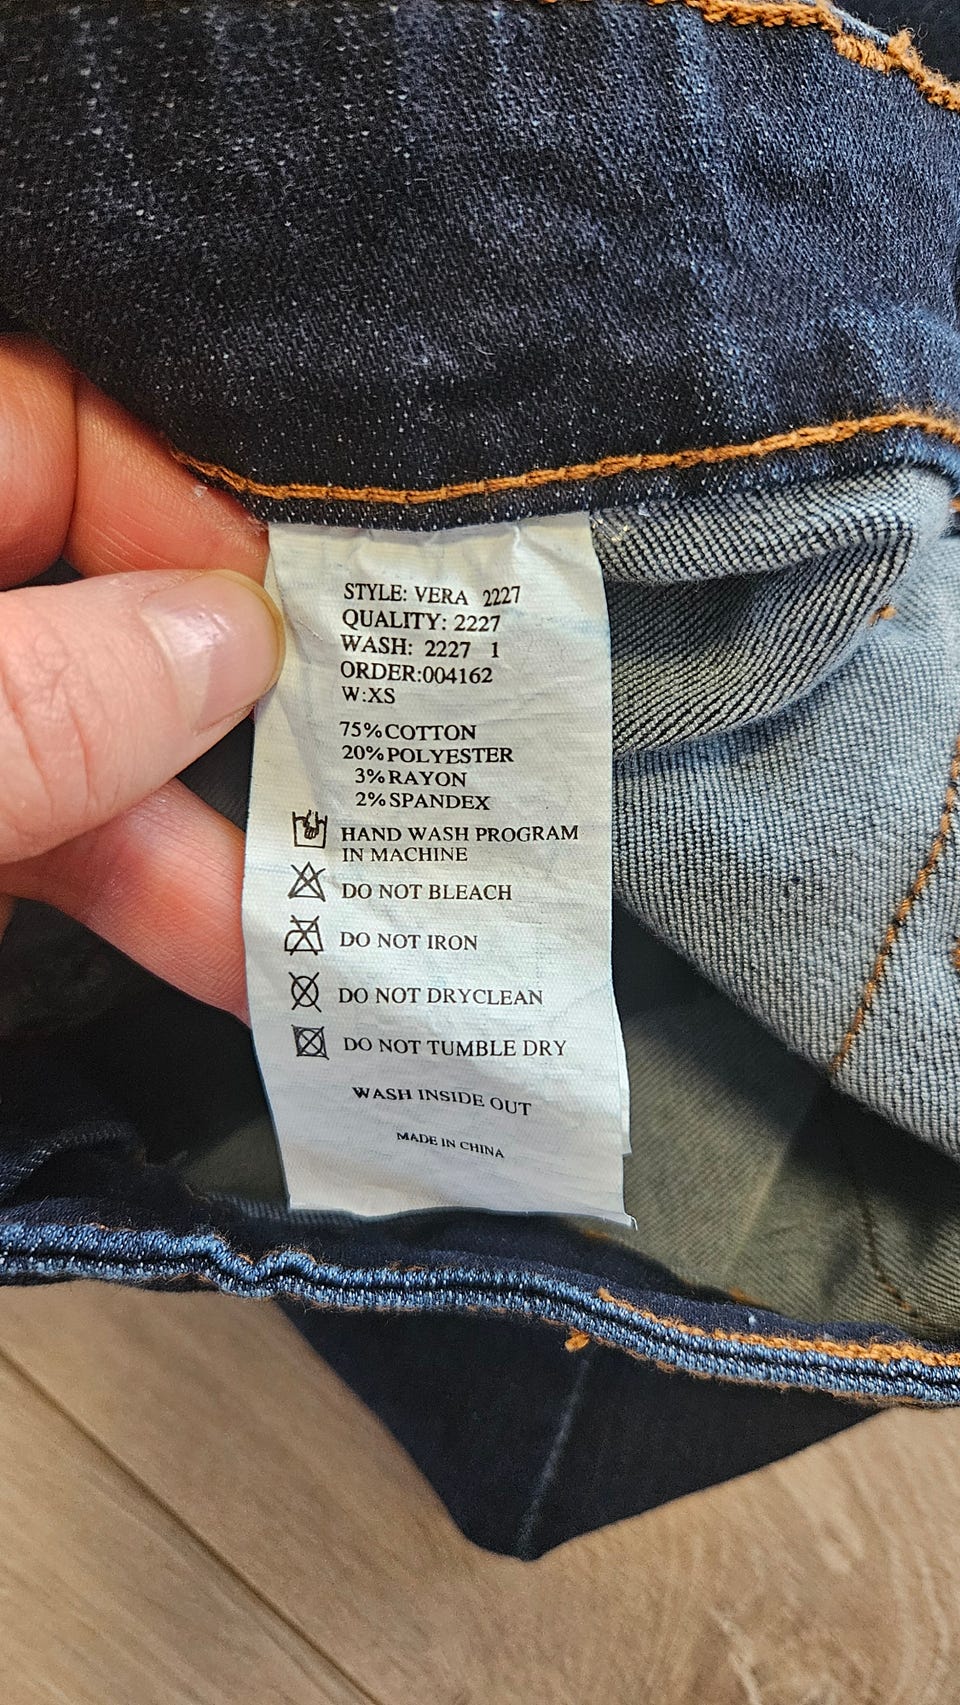 STYLE: VERA 2227
QUALITY: 2227
WASH: 2227 1
ORDER:004162
W:XS
75%COTTON
20%POLYESTER
3%RAYON
2%SPANDEX
HAND WASH PROGRAM
IN MACHINE
DO NOT BLEACH
DO NOT IRON
DO NOT DRYCLEAN
DO NOT TUMBLE DRY
WASH INSIDE OUT
MADE IN CHINA